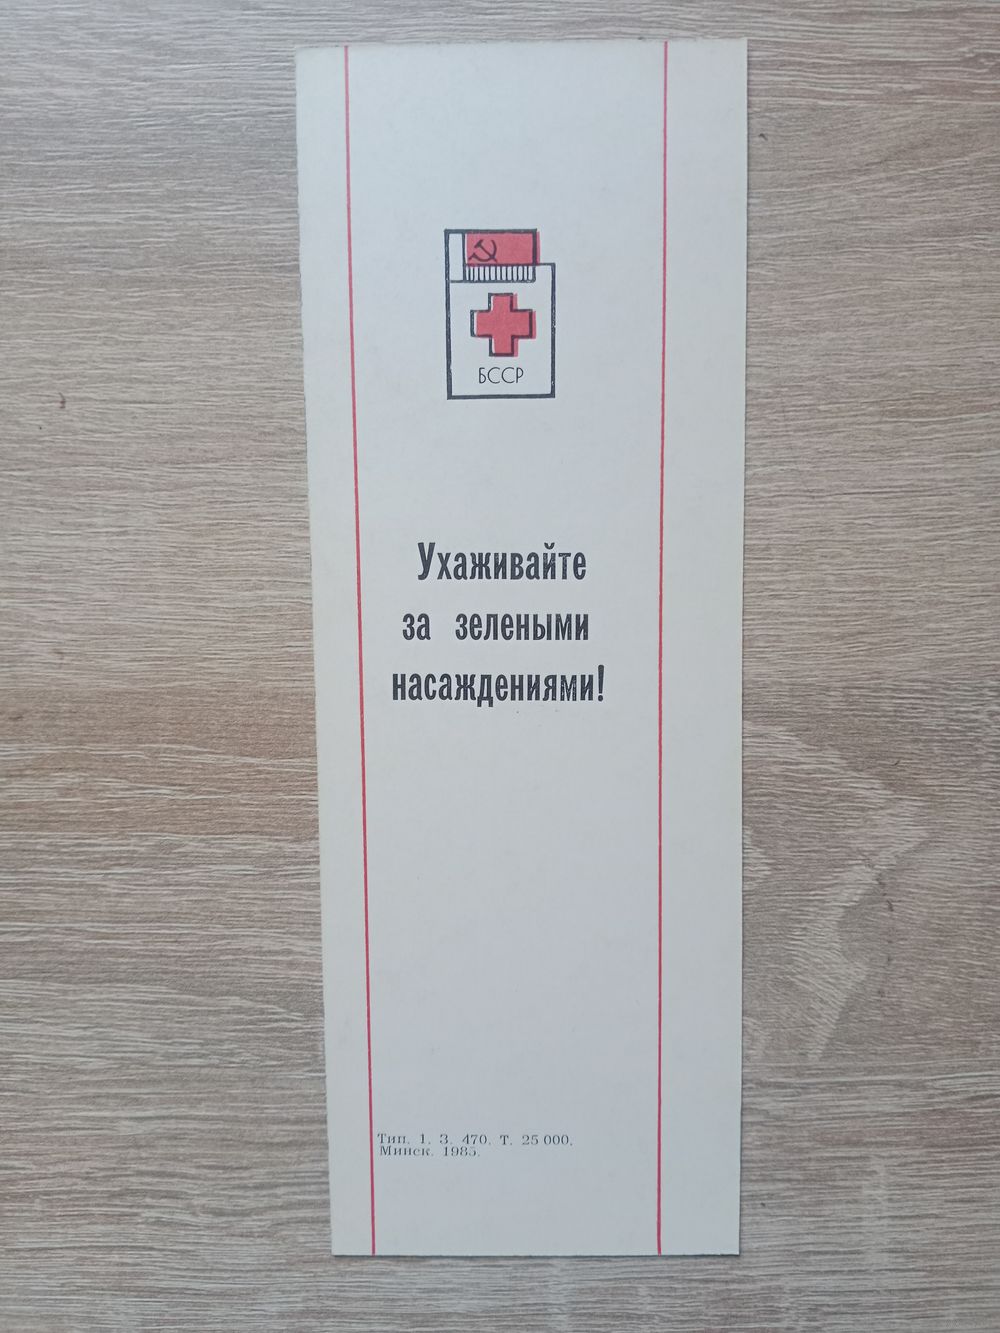 БССР
Ухаживайте
за зелеными
насаждениями!
Тип. 1. З. 470. Т. 25 000.
Минск. 1985.